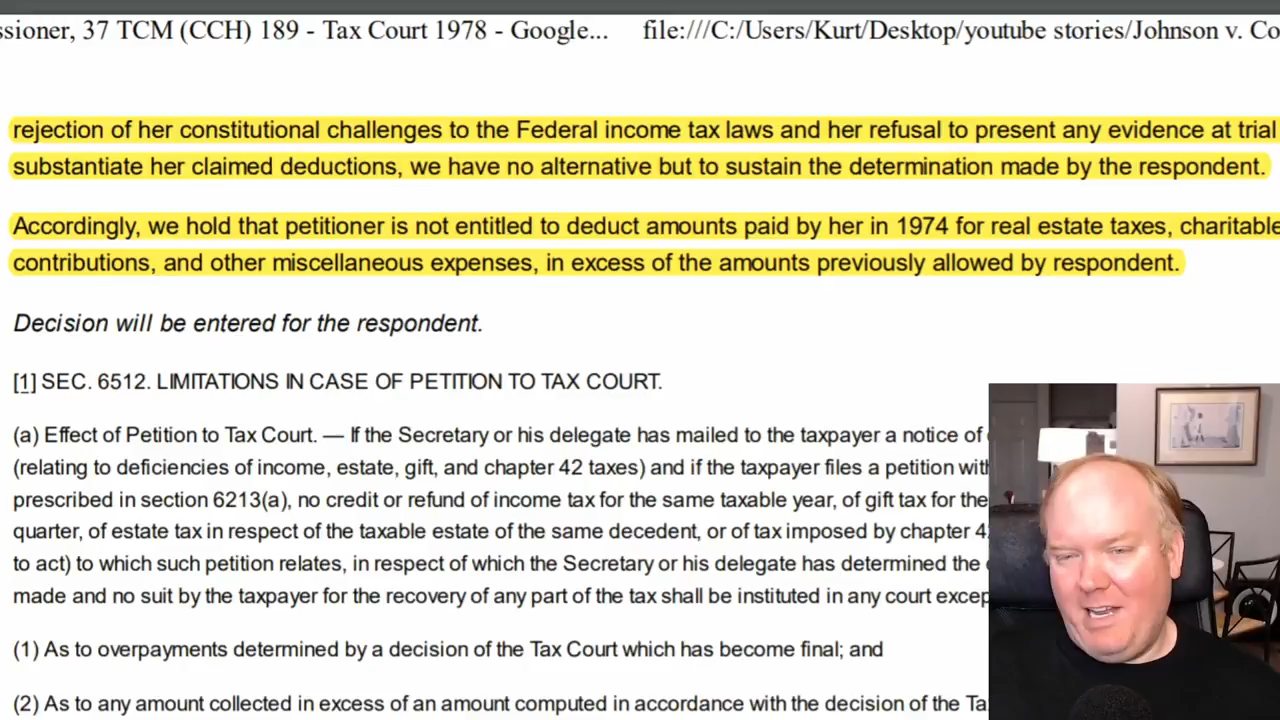 ssioner, 37 TCM (CCH) 189 - Tax Court 1978 - Google... file:///C:/Users/Kurt/Desktop/youtube stories/Johnson v. Co
rejection of her constitutional challenges to the Federal income tax laws and her refusal to present any evidence at trial
substantiate her claimed deductions, we have no alternative but to sustain the determination made by the respondent.
Accordingly, we hold that petitioner is not entitled to deduct amounts paid by her in 1974 for real estate taxes, charitable
contributions, and other miscellaneous expenses, in excess of the amounts previously allowed by respondent.
Decision will be entered for the respondent.
[1] SEC. 6512. LIMITATIONS IN CASE OF PETITION TO TAX COURT.
(a) Effect of Petition to Tax Court. — If the Secretary or his delegate has mailed to the taxpayer a notice of
(relating to deficiencies of income, estate, gift, and chapter 42 taxes) and if the taxpayer files a petition with
prescribed in section 6213(a), no credit or refund of income tax for the same taxable year, of gift tax for the
quarter, of estate tax in respect of the taxable estate of the same decedent, or of tax imposed by chapter 4
to act) to which such petition relates, in respect of which the Secretary or his delegate has determined the
made and no suit by the taxpayer for the recovery of any part of the tax shall be instituted in any court excep
(1) As to overpayments determined by a decision of the Tax Court which has become final; and
(2) As to any amount collected in excess of an amount computed in accordance with the decision of the Ta